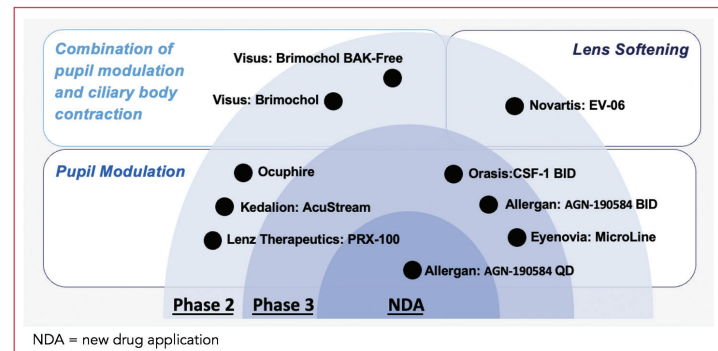 Combination of
pupil modulation
and ciliary body
contraction
Visus: Brimochol BAK-Free
Visus: Brimochol
Lens Softening
Novartis: EV-06
Pupil Modulation
Ocuphire
Kedalion: AcuStream
Lenz Therapeutics: PRX-100
Orasis:CSF-1 BID
Allergan: AGN-190584 BID
Eyenovia: MicroLine
Allergan: AGN-190584 QD
Phase 2 Phase 3 NDA
NDA = new drug application